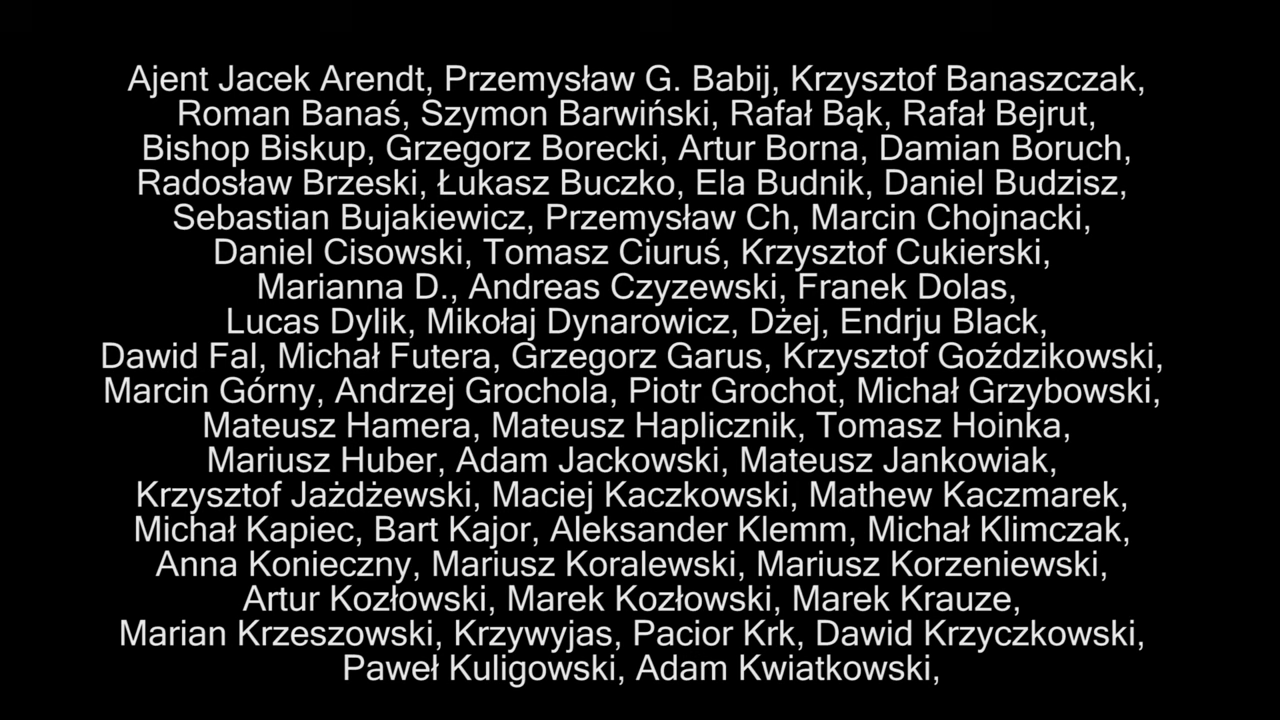 Ajent Jacek Arendt, Przemysław G. Babij, Krzysztof Banaszczak,
Roman Banaś, Szymon Barwiński, Rafał Bąk, Rafał Bejrut,
Bishop Biskup, Grzegorz Borecki, Artur Borna, Damian Boruch,
Radosław Brzeski, Łukasz Buczko, Ela Budnik, Daniel Budzisz,
Sebastian Bujakiewicz, Przemysław Ch, Marcin Chojnacki,
Daniel Cisowski, Tomasz Ciuruś, Krzysztof Cukierski,
Marianna D., Andreas Czyzewski, Franek Dolas,
Lucas Dylik, Mikołaj Dynarowicz, Dżej, Endrju Black,
Dawid Fal, Michał Futera, Grzegorz Garus, Krzysztof Goździkowski,
Marcin Górny, Andrzej Grochola, Piotr Grochot, Michał Grzybowski,
Mateusz Hamera, Mateusz Haplicznik, Tomasz Hoinka,
Mariusz Huber, Adam Jackowski, Mateusz Jankowiak,
Krzysztof Jażdżewski, Maciej Kaczkowski, Mathew Kaczmarek,
Michał Kapiec, Bart Kajor, Aleksander Klemm, Michał Klimczak,
Anna Konieczny, Mariusz Koralewski, Mariusz Korzeniewski,
Artur Kozłowski, Marek Kozłowski, Marek Krauze,
Marian Krzeszowski, Krzywyjas, Pacior Krk, Dawid Krzyczkowski,
Paweł Kuligowski, Adam Kwiatkowski,